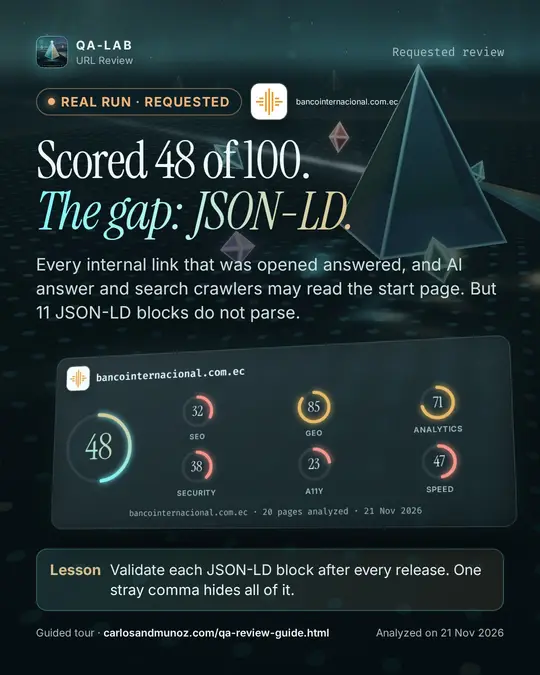 QA-LAB
URL Review
Requested review
REAL RUN · REQUESTED
bancointernacional.com.ec
Scored 48 of 100.
The gap: JSON-LD.
Every internal link that was opened answered, and AI
answer and search crawlers may read the start page. But
11 JSON-LD blocks do not parse.
bancointernacional.com.ec
48
32
SEO
85
GEO
71
ANALYTICS
38
SECURITY
23
A11Y
47
SPEED
bancointernacional.com.ec · 20 pages analyzed · 21 Nov 2026
Lesson Validate each JSON-LD block after every release. One
stray comma hides all of it.
Guided tour · carlosandmunoz.com/qa-review-guide.html
Analyzed on 21 Nov 2026